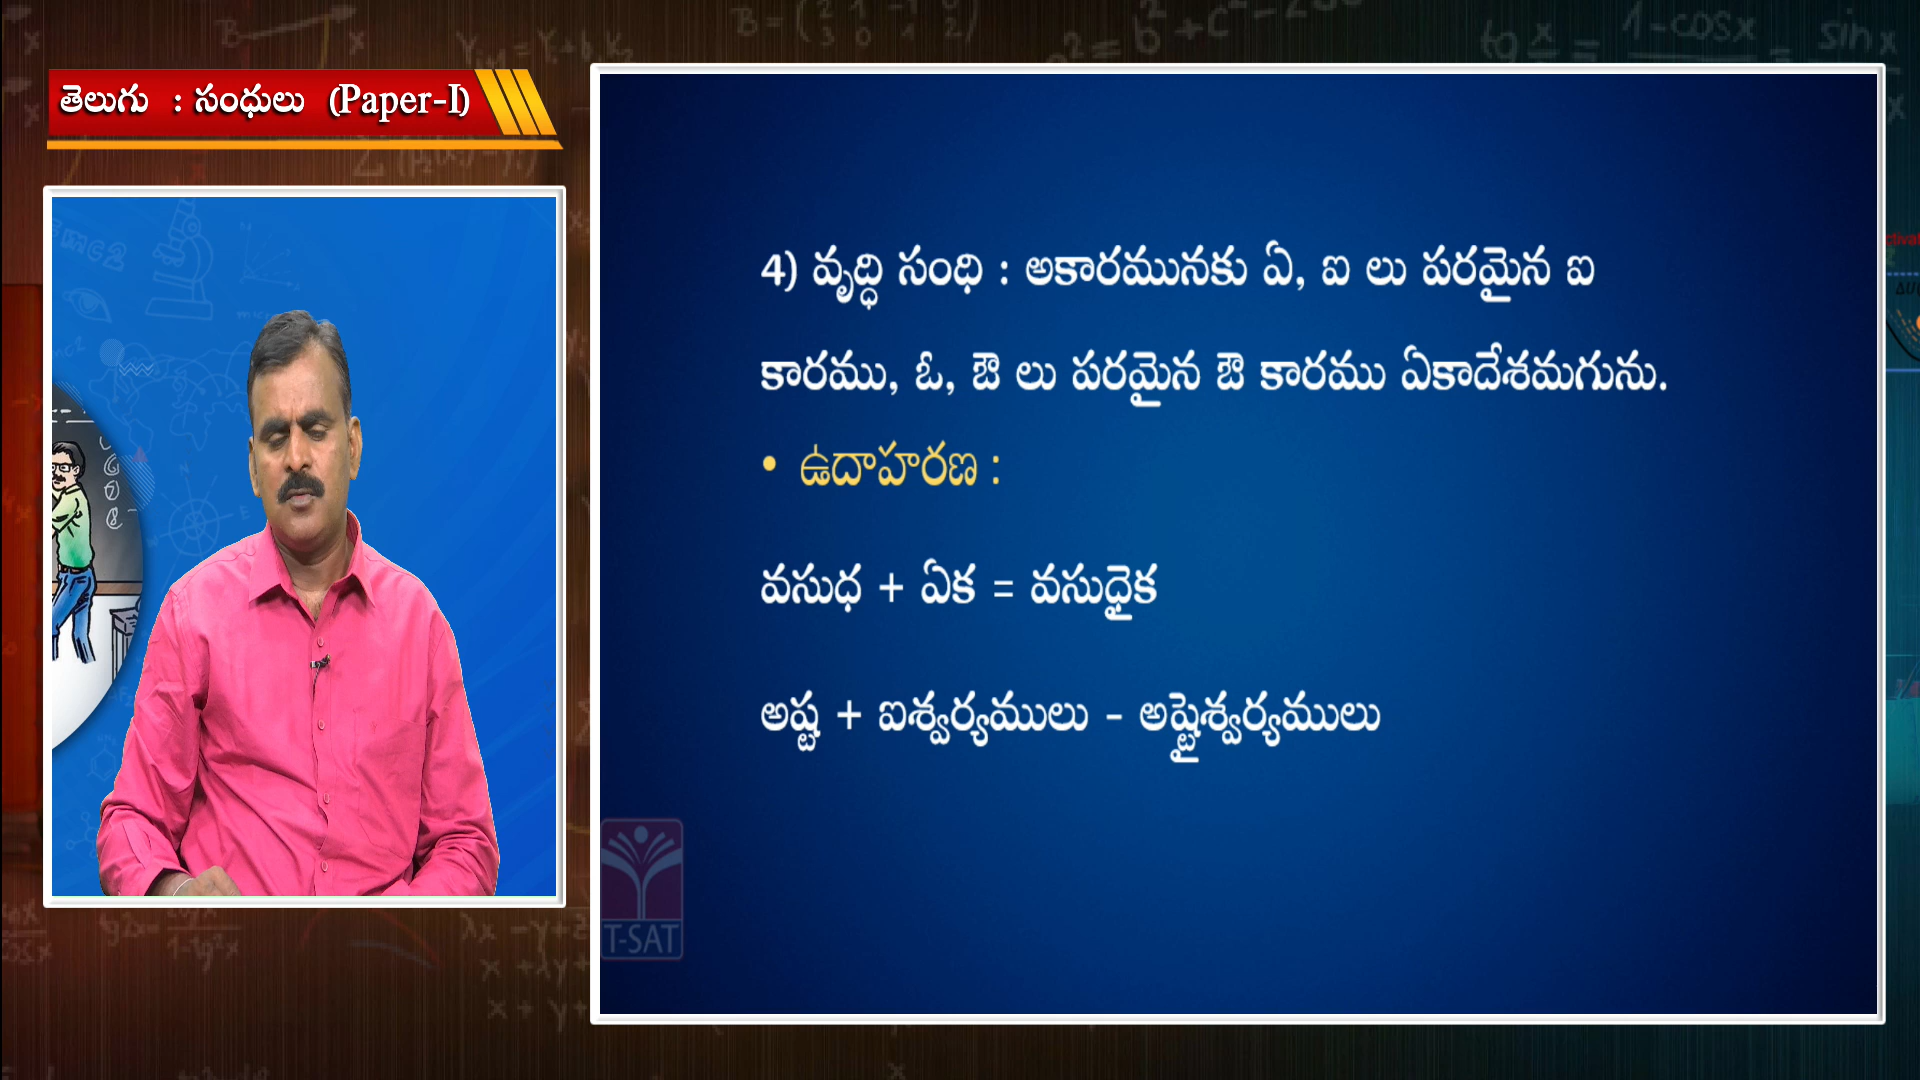 తెలుగు : సంధులు (Paper-I)
4) వృద్ధి సంధి : అకారమునకు ఏ, ఐ లు పరమైన ఐ
కారము, ఓ, ఔ లు పరమైన ఔ కారము ఏకాదేశమగును.
• ఉదాహరణ :
వసుధ + ఏక = వసుధైక
అష్ట + ఐశ్వర్యములు - అష్టైశ్వర్యములు
T-SAT